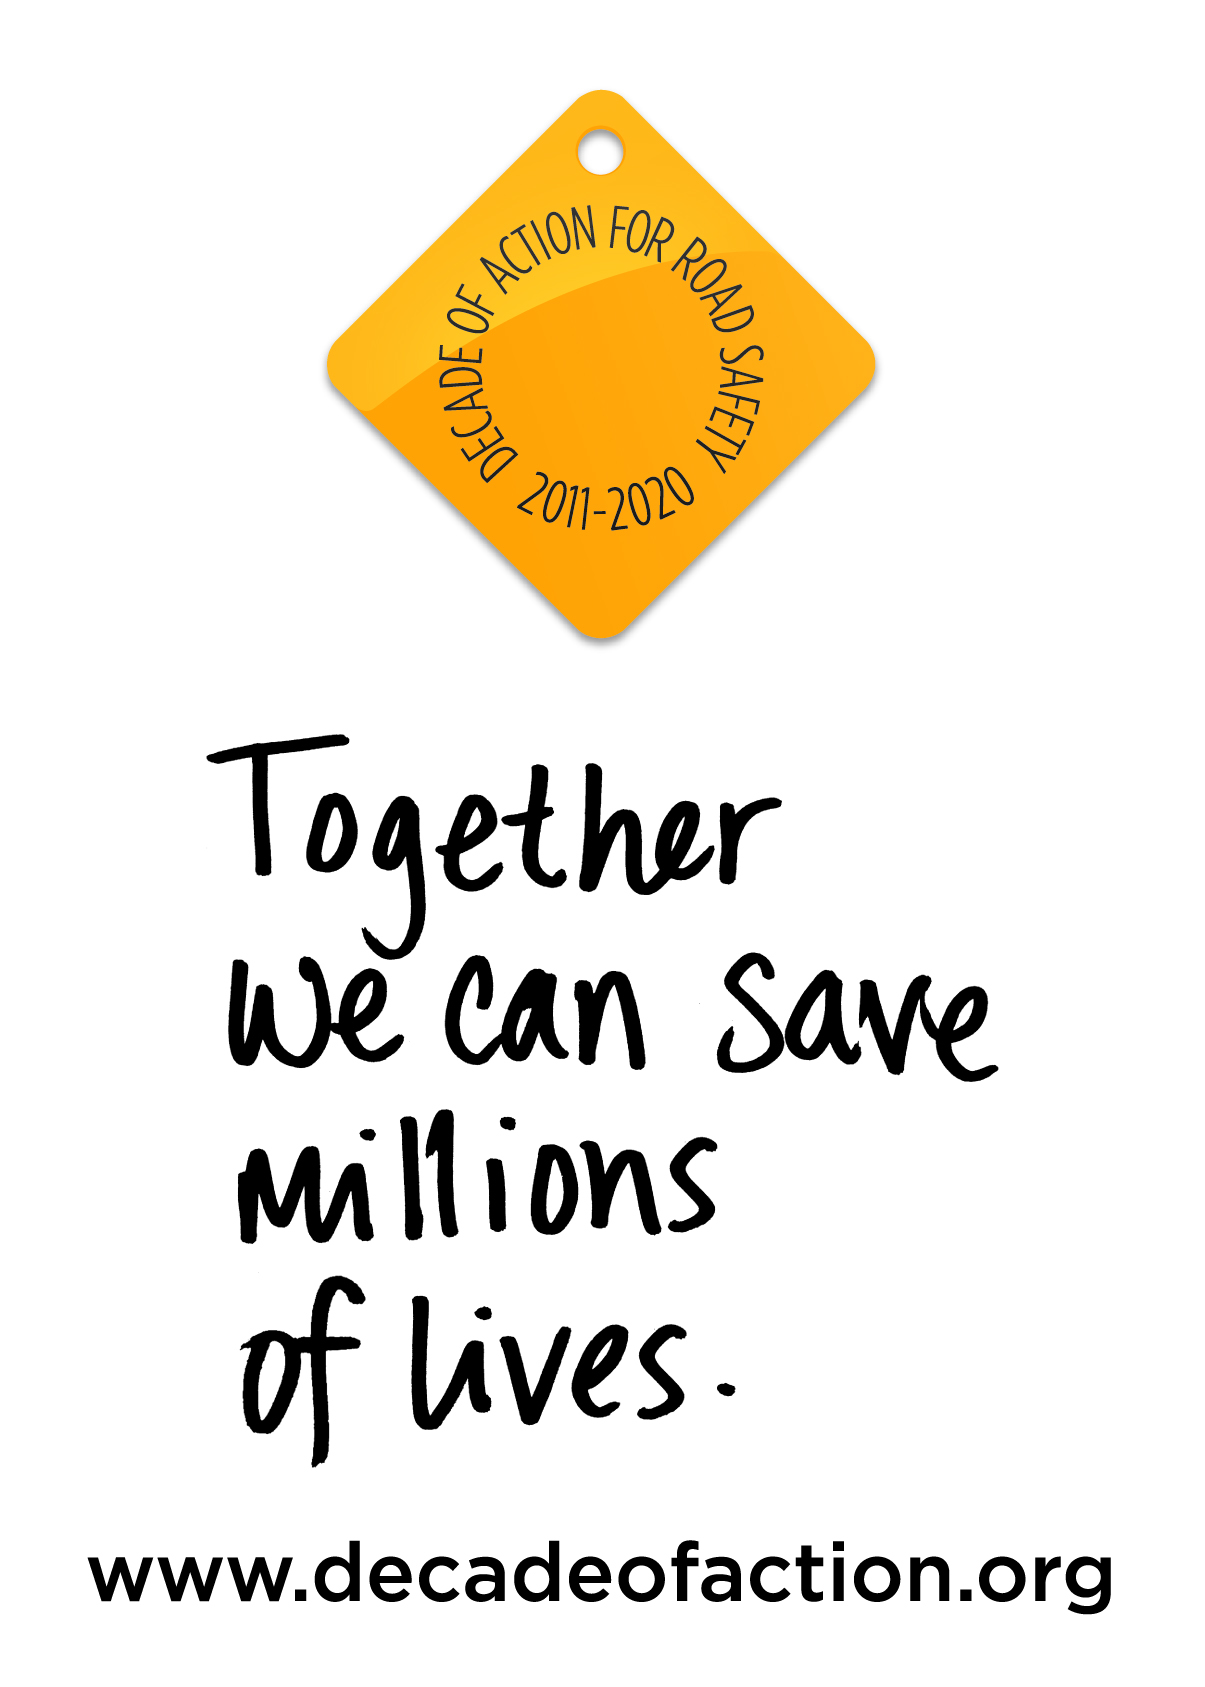 DECADE OF ACTION FOR ROAD SAFETY
2011-2020
Together
we can save
millions
of lives.
www.decadeofaction.org